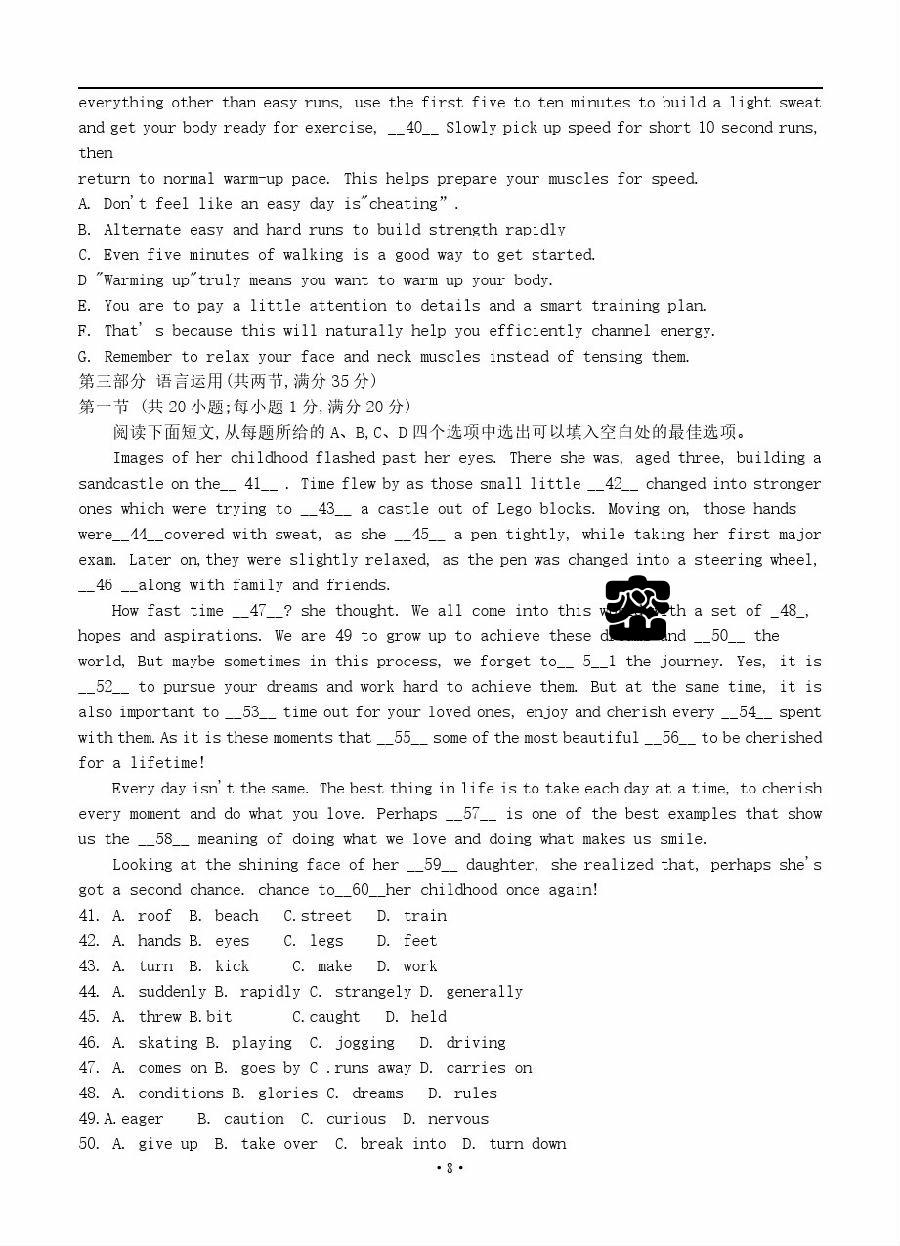 everything other than easy runs, use the first five to ten minutes to build a light sweat
and get your body ready for exercise, __40__ Slowly pick up speed for short 10 second runs,
then
return to normal warm-up pace. This helps prepare your muscles for speed.
A. Don't feel like an easy day is"cheating”.
B. Alternate easy and hard runs to build strength rapidly
C. Even five minutes of walking is a good way to get started.
D "Warming up"truly means you want to warm up your body.
E. You are to pay a little attention to details and a smart training plan.
F. That’s because this will naturally help you efficiently channel energy.
G. Remember to relax your face and neck muscles instead of tensing them.
第三部分 语言运用(共两节,满分35分)
第一节 (共20小题;每小题1分,满分20分)
阅读下面短文,从每题所给的A、B,C、D四个选项中选出可以填入空白处的最佳选项。
Images of her childhood flashed past her eyes. There she was, aged three, building a
sandcastle on the__ 41__ . Time flew by as those small little __42__ changed into stronger
ones which were trying to __43__ a castle out of Lego blocks. Moving on, those hands
were__44__covered with sweat, as she __45__ a pen tightly, while taking her first major
exam. Later on,they were slightly relaxed, as the pen was changed into a steering wheel,
__46 __along with family and friends.
How fast time __47__? she thought. We all come into this a set of _48_,
hopes and aspirations. We are 49 to grow up to achieve these and __50__ the
world, But maybe sometimes in this process, we forget to__ 5__1 the journey. Yes, it is
__52__ to pursue your dreams and work hard to achieve them. But at the same time, it is
also important to __53__ time out for your loved ones, enjoy and cherish every __54__ spent
with them.As it is these moments that __55__ some of the most beautiful __56__ to be cherished
for a lifetime!
Every day isn't the same. The best thing in life is to take each day at a time, to cherish
every moment and do what you love. Perhaps __57__ is one of the best examples that show
us the __58__ meaning of doing what we love and doing what makes us smile.
Looking at the shining face of her __59__ daughter, she realized that, perhaps she's
got a second chance. chance to__60__her childhood once again!
41. A. roof B. beach C.street D. train
42. A. hands B. eyes C. legs D. feet
43. A. turn B. kick C. make D. work
44. A. suddenly B. rapidly C. strangely D. generally
45. A. threw B.bit C.caught D. held
46. A. skating B. playing C. jogging D. driving
47. A. comes on B. goes by C .runs away D. carries on
48. A. conditions B. glories C. dreams D. rules
49.A.eager B. caution C. curious D. nervous
50. A. give up B. take over C. break into D. turn down
·8·